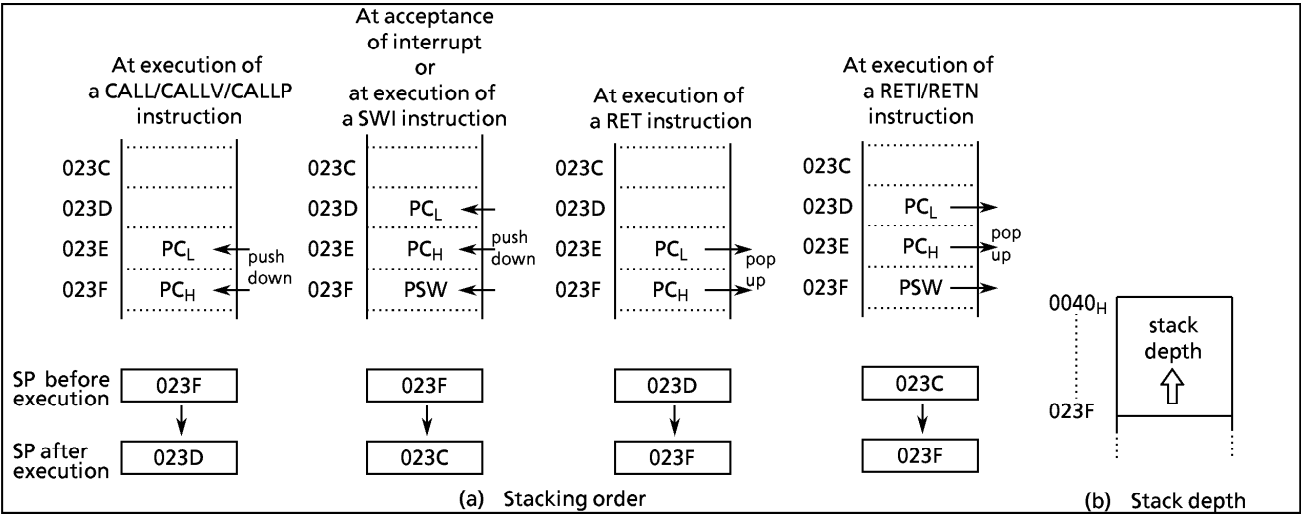 At execution of
a CALL/CALLV/CALLP
instruction
023C
023D
023E PCL
023F PCH
push
down
At acceptance
of interrupt
or
at execution of
a SWI instruction
023C
023D PCL
023E PCH
023F PSW
push
down
At execution of
a RET instruction
023C
023D
023E PCL
023F PCH
pop
up
At execution of
a RETI/RETN
instruction
023C
023D PCL
023E PCH
023F PSW
pop
up
SP before
execution
023F 023F 023D 023C
SP after
execution
023D 023C 023F 023F
(a) Stacking order
0040H
stack
depth
023F
(b) Stack depth